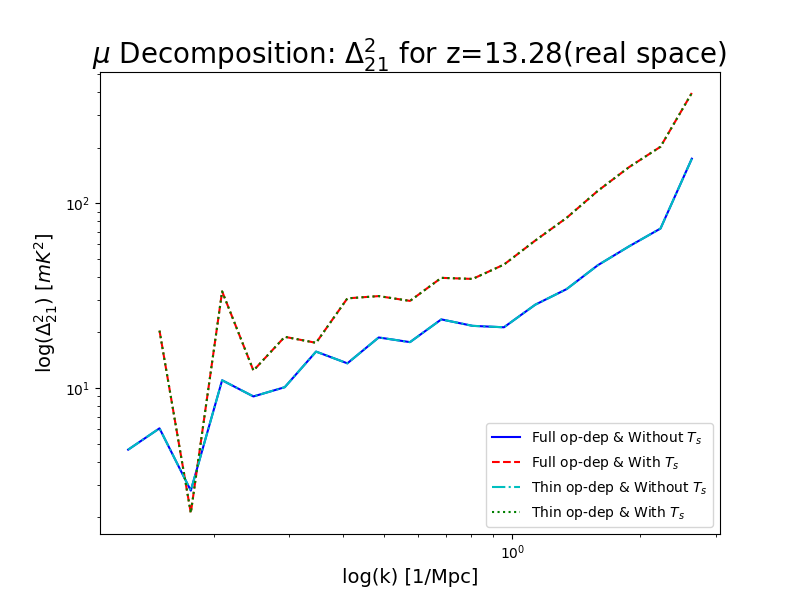 μ Decomposition: Δ²₂₁ for z=13.28(real space)
log(Δ²₂₁) [mK²]
10²
10¹
Full op-dep & Without Tₛ
Full op-dep & With Tₛ
Thin op-dep & Without Tₛ
Thin op-dep & With Tₛ
10⁰
log(k) [1/Mpc]